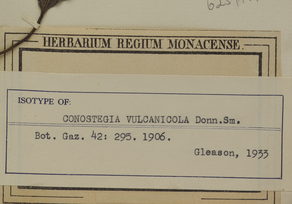 HERBARIUM REGIUM MONACENSE.
ISOTYPE OF:
CONOSTEGIA VULCANICOLA Donn.Sm.
Bot. Gaz. 42: 295. 1906.
Gleason, 1933